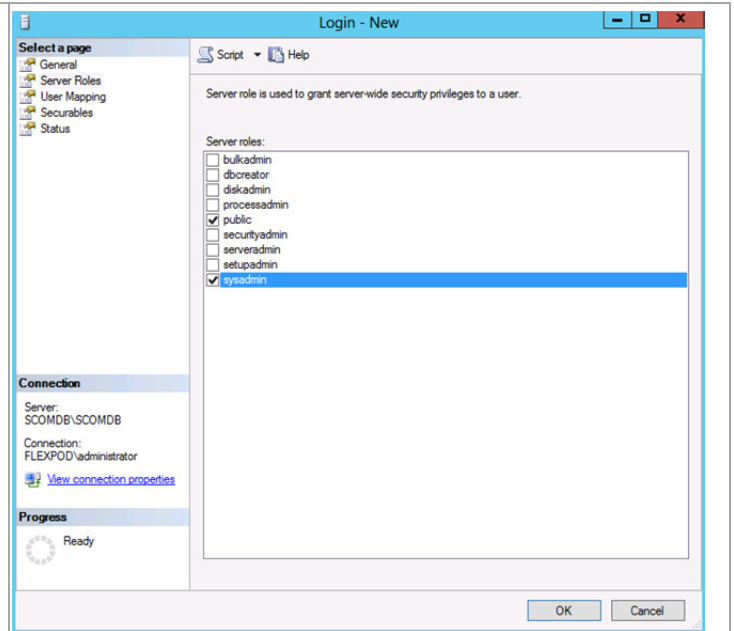 Login - New
Select a page
General
Server Roles
User Mapping
Securables
Status
Script Help
Server role is used to grant server-wide security privileges to a user.
Server roles:
bulkadmin
dbcreator
diskadmin
processadmin
public
securityadmin
serveradmin
setupadmin
sysadmin
Connection
Server:
SCOMDB\SCOMDB
Connection:
FLEXPOD\administrator
View connection properties
Progress
Ready
OK Cancel